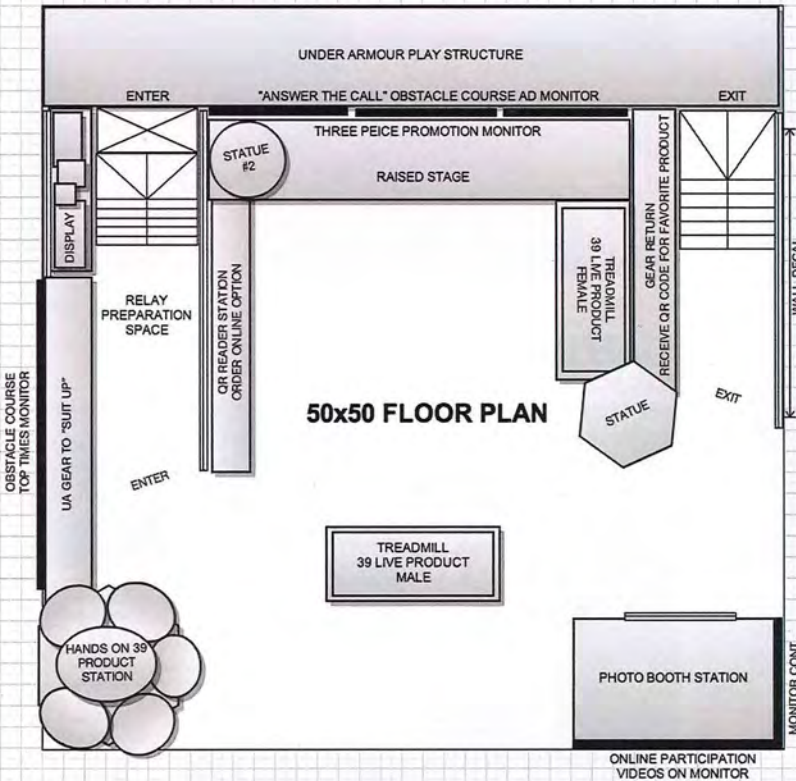 UNDER ARMOUR PLAY STRUCTURE
ENTER
"ANSWER THE CALL" OBSTACLE COURSE AD MONITOR
EXIT
THREE PEICE PROMOTION MONITOR
STATUE
#2
RAISED STAGE
DISPLAY
RELAY
PREPARATION
SPACE
QR READER STATION
ORDER ONLINE OPTION
TREADMILL
39 LIVE PRODUCT
FEMALE
GEAR RETURN
RECEIVE QR CODE FOR FAVORITE PRODUCT
WALL DECAL
OBSTACLE COURSE
TOP TIMES MONITOR
UA GEAR TO "SUIT UP"
50x50 FLOOR PLAN
STATUE
EXIT
ENTER
TREADMILL
39 LIVE PRODUCT
MALE
HANDS ON 39
PRODUCT
STATION
PHOTO BOOTH STATION
MONITOR CONT.
ONLINE PARTICIPATION
VIDEOS ON MONITOR